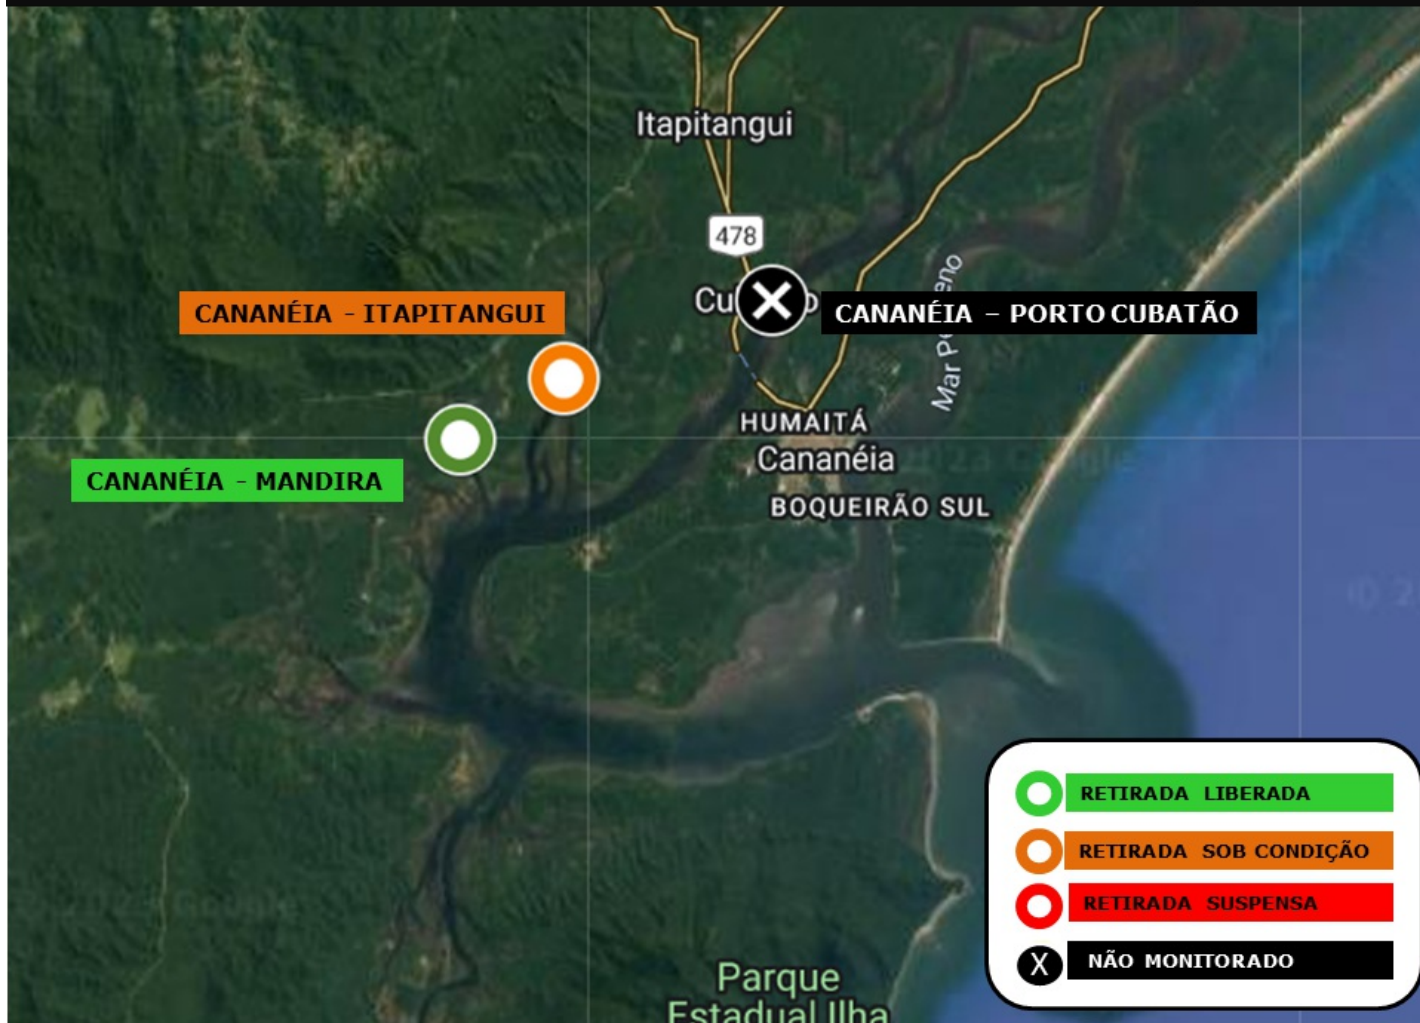 Itapitangui
478
CANANÉIA - ITAPITANGUI
CANANÉIA – PORTO CUBATÃO
HUMAITÁ
Cananéia
CANANÉIA - MANDIRA
BOQUEIRÃO SUL
RETIRADA LIBERADA
RETIRADA SOB CONDIÇÃO
RETIRADA SUSPENSA
X NÃO MONITORADO
Parque
Estadual Ilha